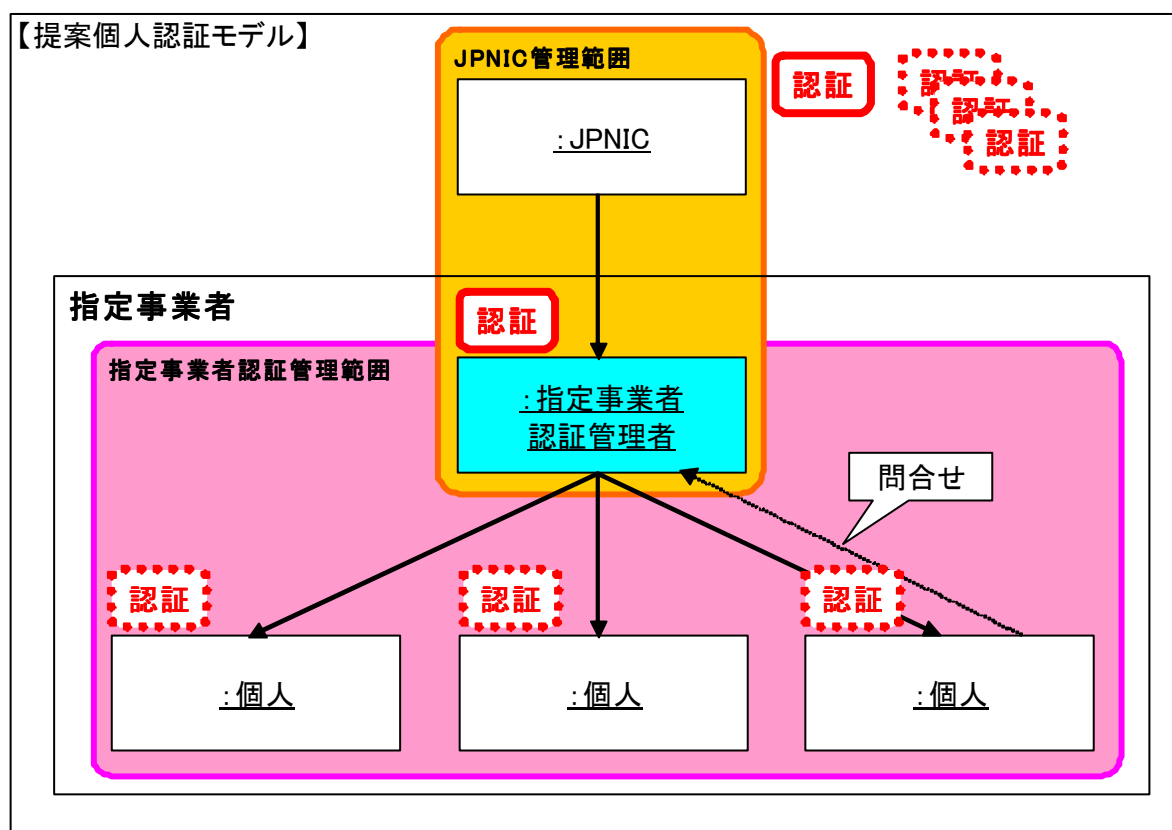 【提案個人認証モデル】
JPNIC管理範囲
認証
認証
認証
認証
:JPNIC
指定事業者
認証
指定事業者認証管理範囲
:指定事業者
認証管理者
問合せ
認証
認証
認証
:個人
:個人
:個人